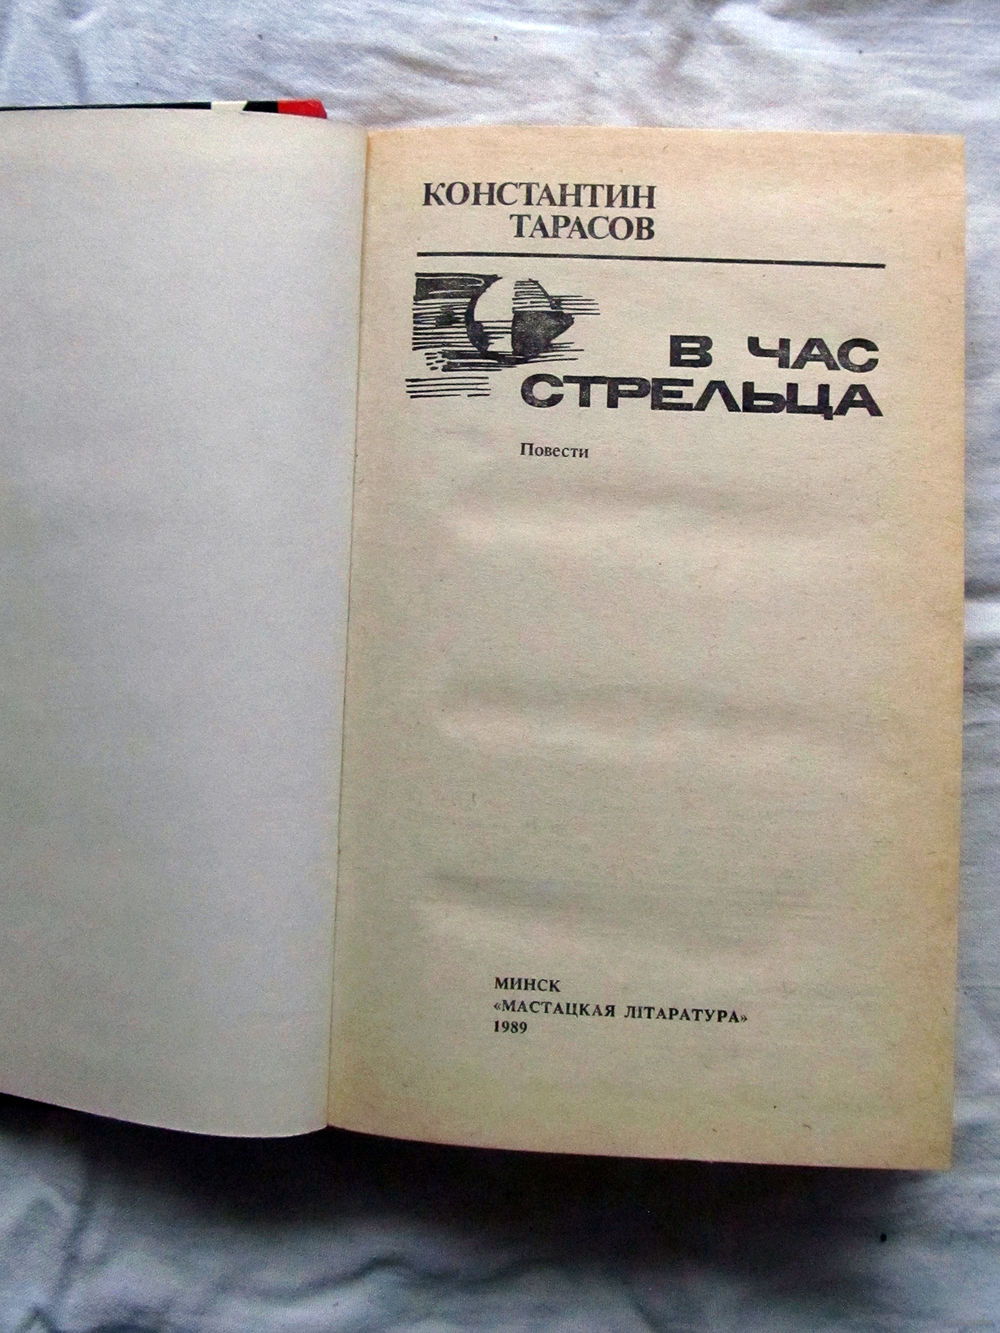 КОНСТАНТИН
ТАРАСОВ
В ЧАС
СТРЕЛЬЦА
Повести
МИНСК
«МАСТАЦКАЯ ЛІТАРАТУРА»
1989